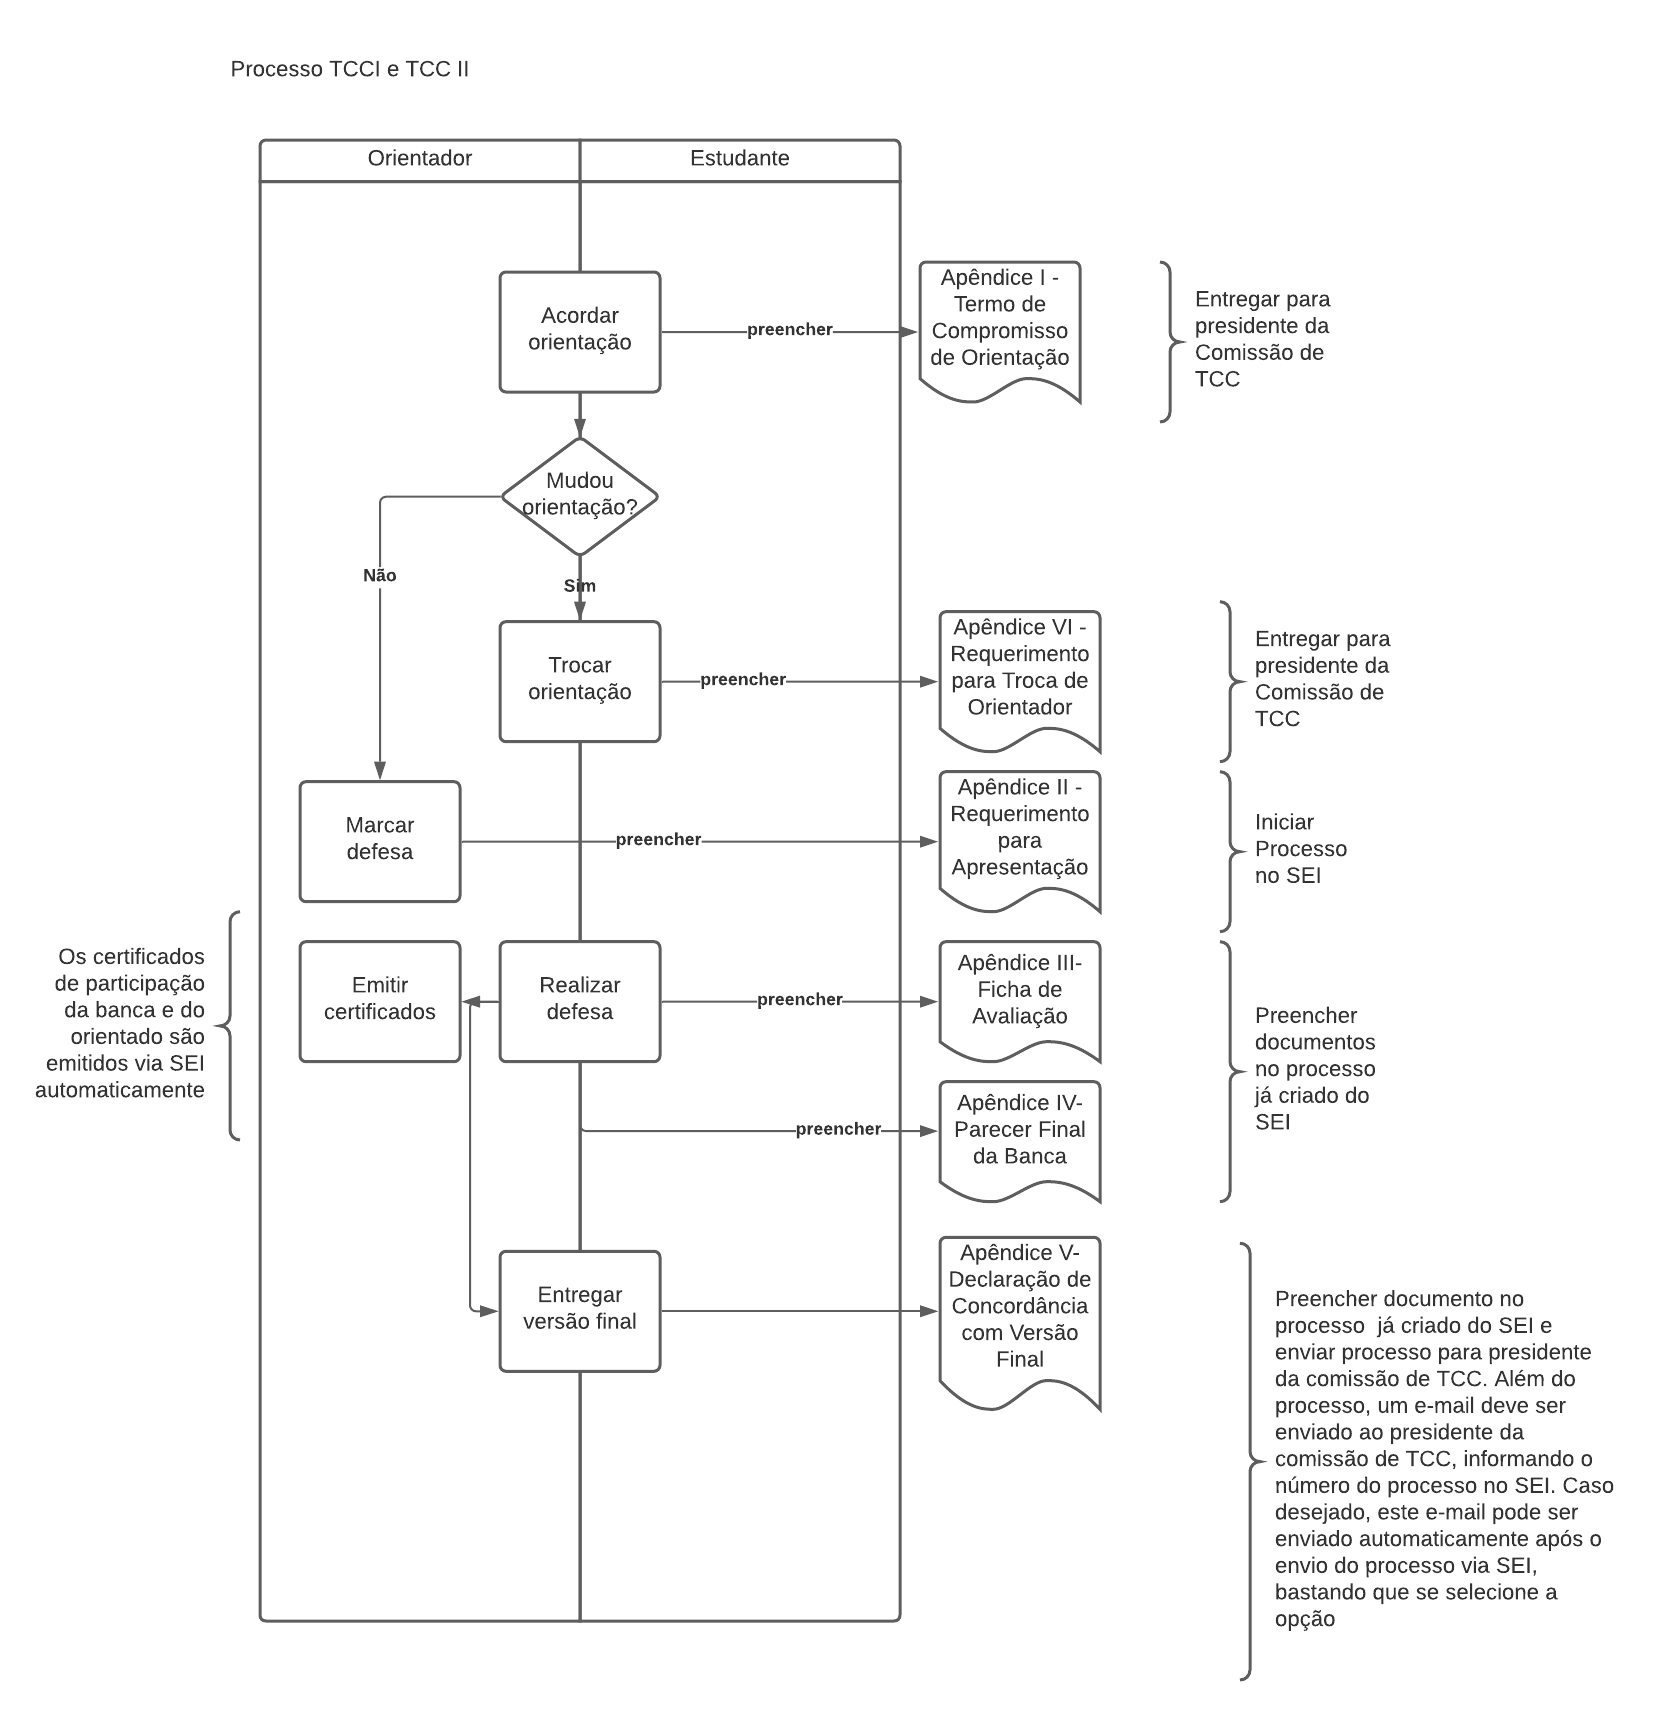 Processo TCCI e TCC II
Orientador
Estudante
Acordar
orientação
preencher
Apêndice I -
Termo de
Compromisso
de Orientação
Entregar para
presidente da
Comissão de
TCC
Mudou
orientação?
Não
Sim
Trocar
orientação
preencher
Apêndice VI -
Requerimento
para Troca de
Orientador
Entregar para
presidente da
Comissão de
TCC
Marcar
defesa
preencher
Apêndice II -
Requerimento
para
Apresentação
Iniciar
Processo
no SEI
Os certificados
de participação
da banca e do
orientado são
emitidos via SEI
automaticamente
Emitir
certificados
Realizar
defesa
preencher
Apêndice III-
Ficha de
Avaliação
preencher
Apêndice IV-
Parecer Final
da Banca
Preencher
documentos
no processo
já criado do
SEI
Entregar
versão final
Apêndice V-
Declaração de
Concordância
com Versão
Final
Preencher documento no
processo  já criado do SEI e
enviar processo para presidente
da comissão de TCC. Além do
processo, um e-mail deve ser
enviado ao presidente da
comissão de TCC, informando o
número do processo no SEI. Caso
desejado, este e-mail pode ser
enviado automaticamente após o
envio do processo via SEI,
bastando que se selecione a
opção